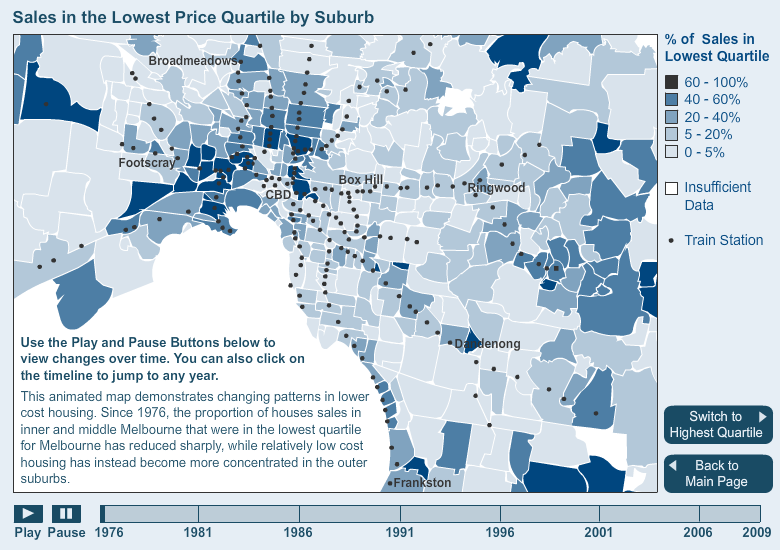 Sales in the Lowest Price Quartile by Suburb
% of Sales in
Lowest Quartile
60 - 100%
40 - 60%
20 - 40%
5 - 20%
0 - 5%
Insufficient
Data
Train Station
Broadmeadows
Footscray
Box Hill
CBD
Ringwood
Dandenong
Frankston
Use the Play and Pause Buttons below to
view changes over time. You can also click on
the timeline to jump to any year.
This animated map demonstrates changing patterns in lower
cost housing. Since 1976, the proportion of houses sales in
inner and middle Melbourne that were in the lowest quartile
for Melbourne has reduced sharply, while relatively low cost
housing has instead become more concentrated in the outer
suburbs.
Switch to
Highest Quartile
Back to
Main Page
Play Pause 1976 1981 1986 1991 1996 2001 2006 2009